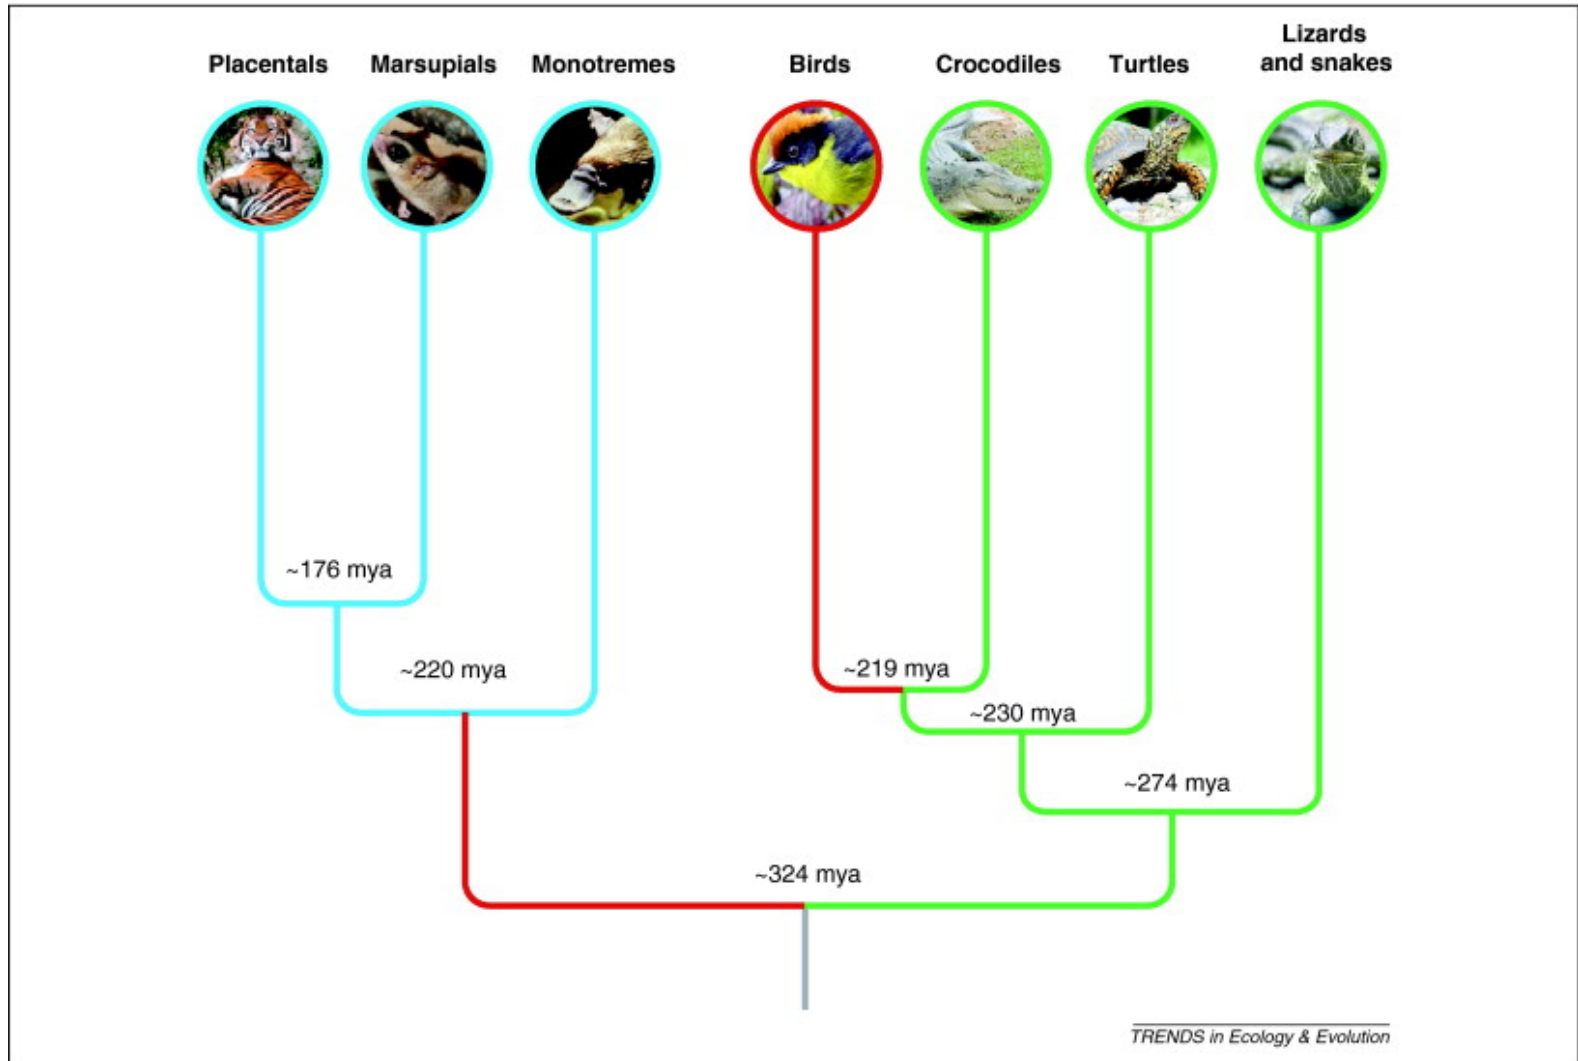 Placentals
Marsupials
Monotremes
Birds
Crocodiles
Turtles
Lizards
and snakes
~176 mya
~220 mya
~219 mya
~230 mya
~274 mya
~324 mya
TRENDS in Ecology & Evolution